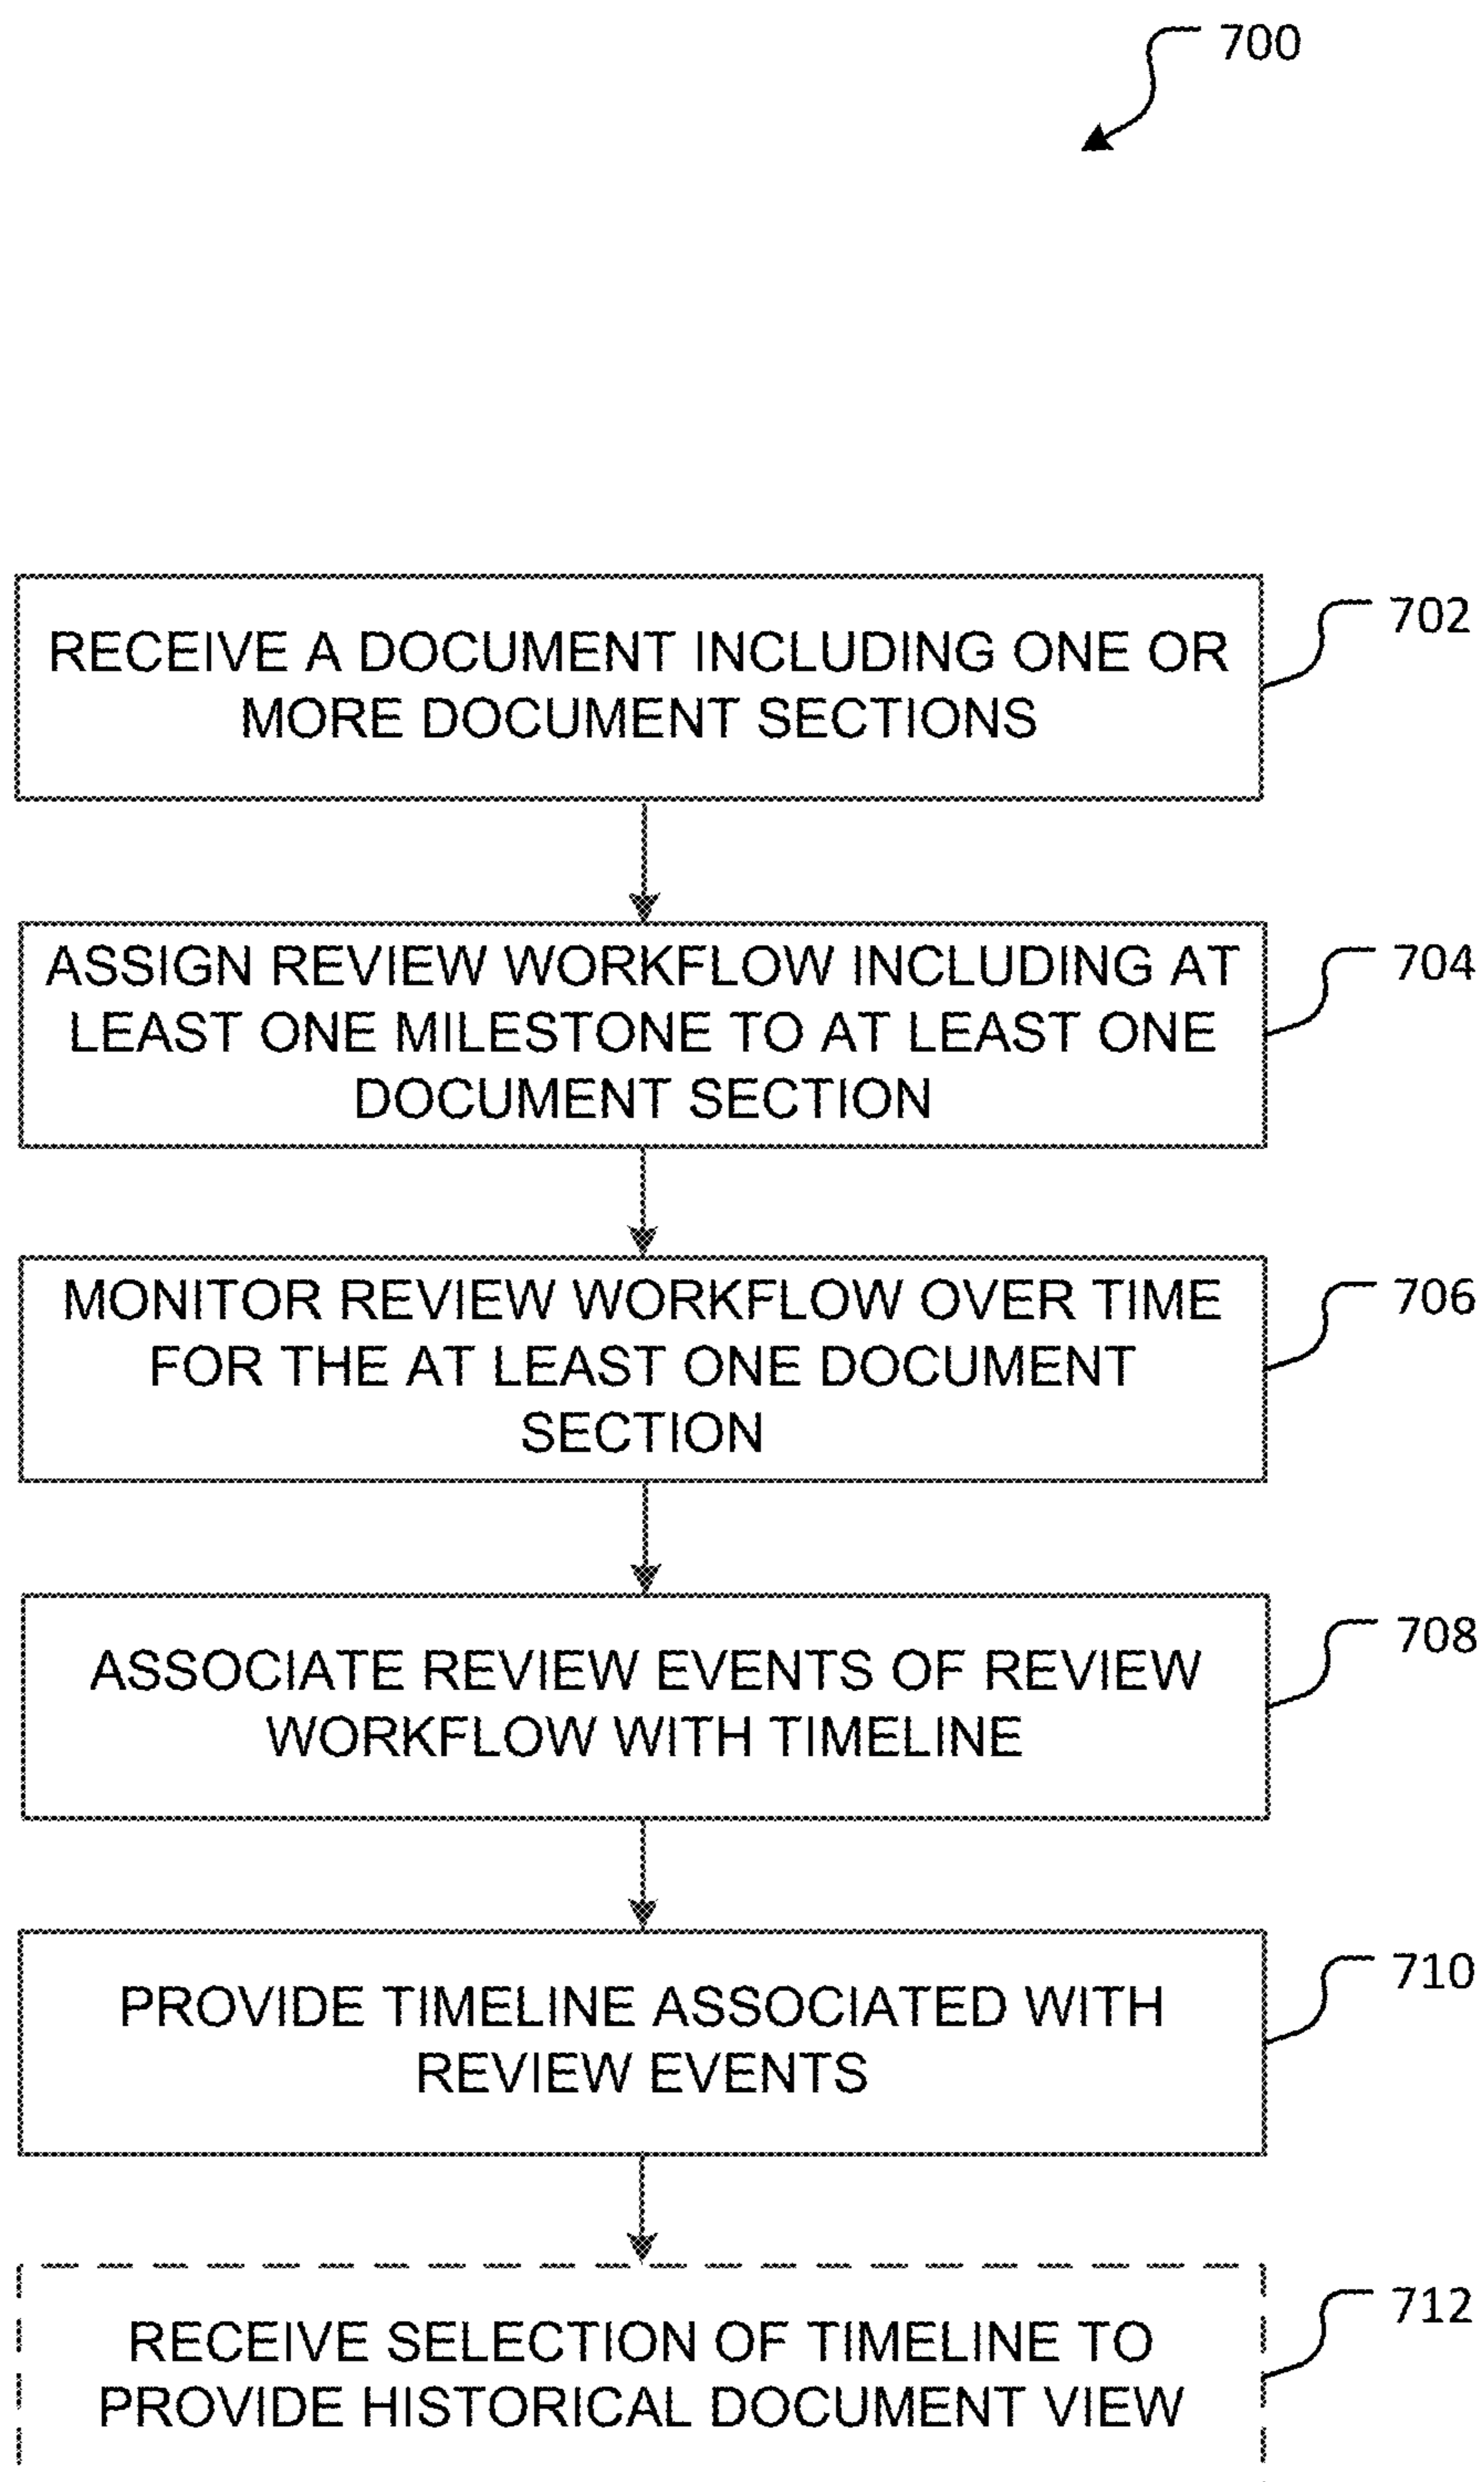 700
RECEIVE A DOCUMENT INCLUDING ONE OR
MORE DOCUMENT SECTIONS
702
ASSIGN REVIEW WORKFLOW INCLUDING AT
LEAST ONE MILESTONE TO AT LEAST ONE
DOCUMENT SECTION
704
MONITOR REVIEW WORKFLOW OVER TIME
FOR THE AT LEAST ONE DOCUMENT
SECTION
706
ASSOCIATE REVIEW EVENTS OF REVIEW
WORKFLOW WITH TIMELINE
708
PROVIDE TIMELINE ASSOCIATED WITH
REVIEW EVENTS
710
RECEIVE SELECTION OF TIMELINE TO
PROVIDE HISTORICAL DOCUMENT VIEW
712